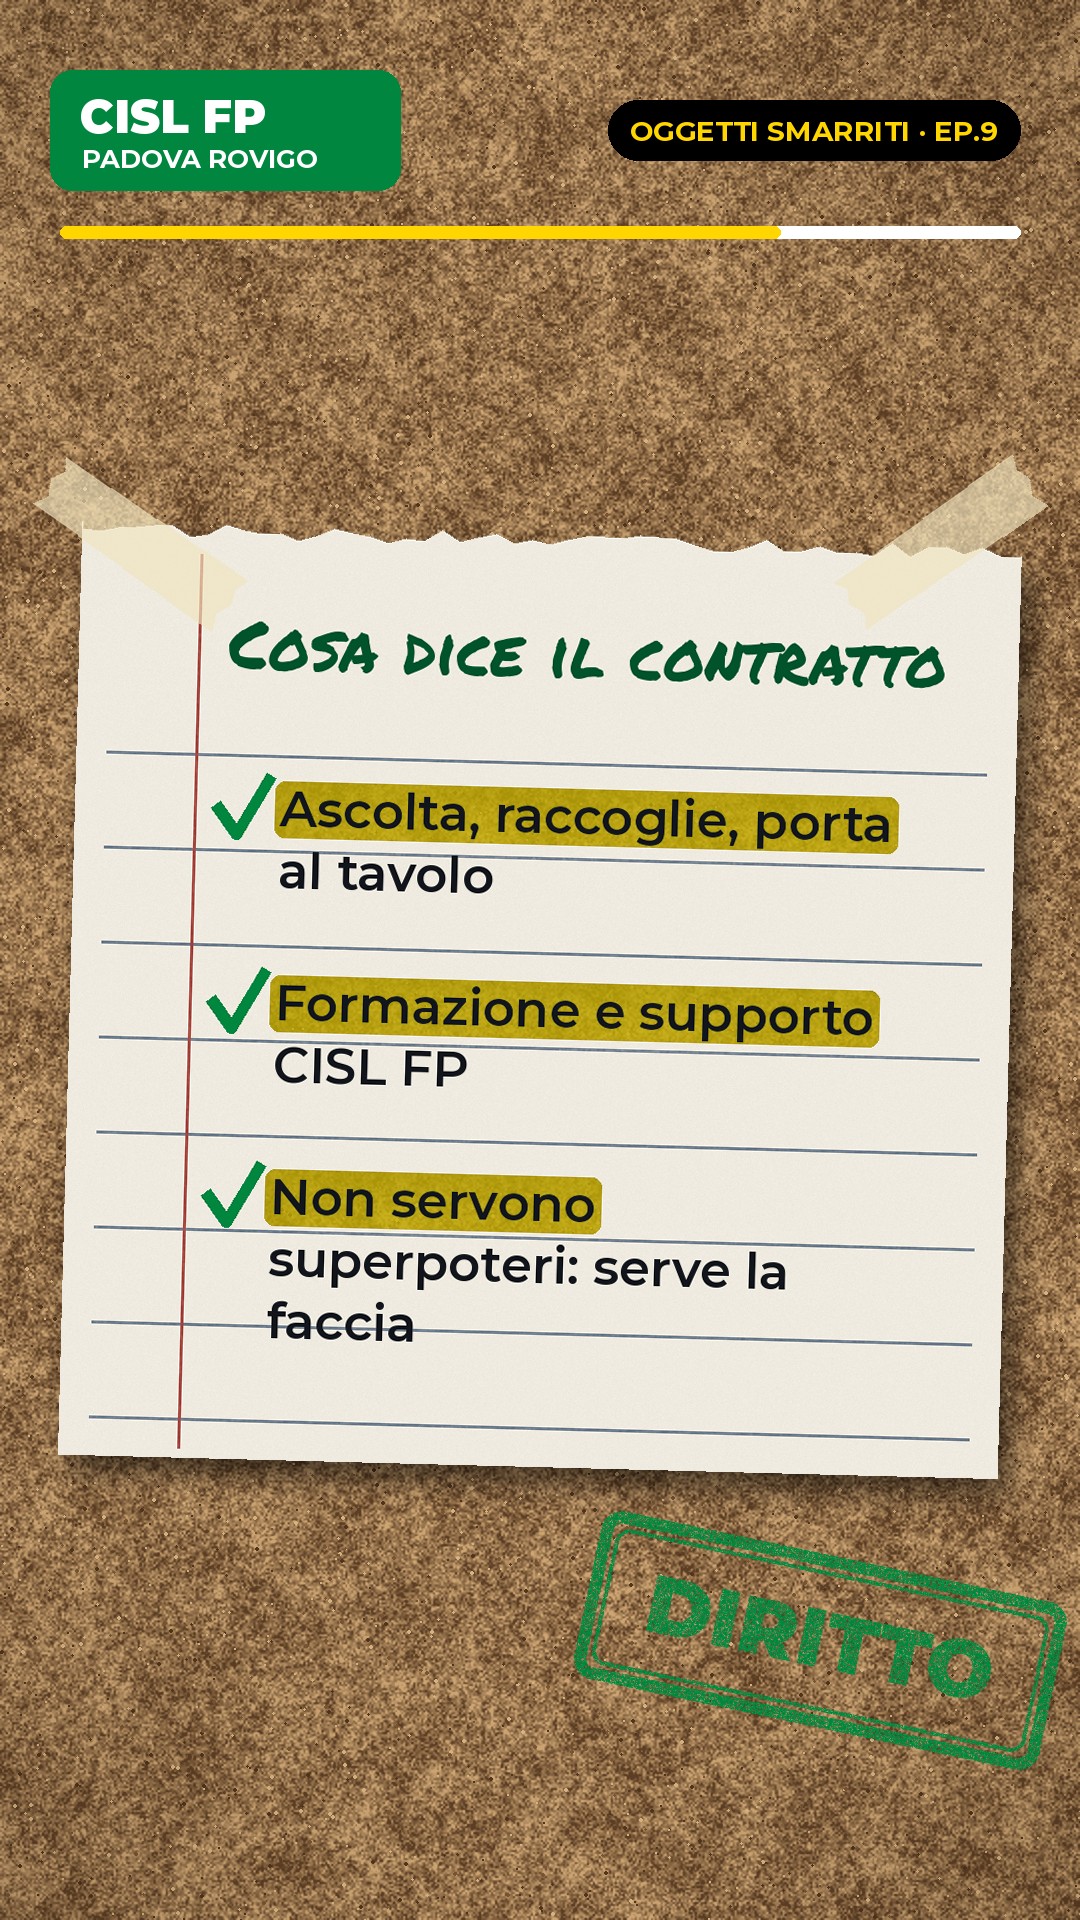 CISL FP
PADOVA ROVIGO
OGGETTI SMARRITI · EP.9
COSA DICE IL CONTRATTO
Ascolta, raccoglie, porta
al tavolo
Formazione e supporto
CISL FP
Non servono
superpoteri: serve la
faccia
DIRITTO